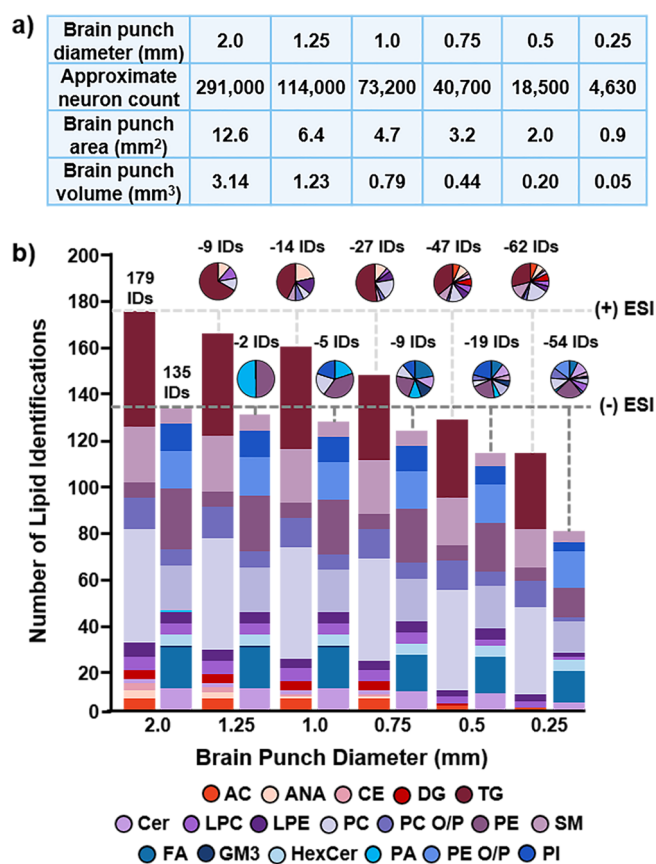 a)
Brain punch diameter (mm) 2.0 1.25 1.0 0.75 0.5 0.25
Approximate neuron count 291,000 114,000 73,200 40,700 18,500 4,630
Brain punch area (mm²) 12.6 6.4 4.7 3.2 2.0 0.9
Brain punch volume (mm³) 3.14 1.23 0.79 0.44 0.20 0.05
b)
Number of Lipid Identifications
200
180
160
140
120
100
80
60
40
20
0
179 IDs
-9 IDs
-14 IDs
-27 IDs
-47 IDs
-62 IDs
(+) ESI
135 IDs
-2 IDs
-5 IDs
-9 IDs
-19 IDs
-54 IDs
(-) ESI
2.0 1.25 1.0 0.75 0.5 0.25
Brain Punch Diameter (mm)
AC ANA CE DG TG
Cer LPC LPE PC PC O/P PE SM
FA GM3 HexCer PA PE O/P PI